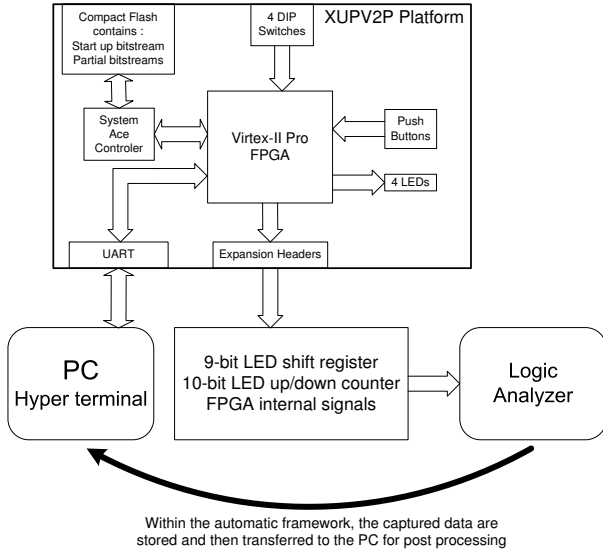 XUPV2P Platform
Compact Flash
contains :
Start up bitstream
Partial bitstreams
4 DIP
Switches
System
Ace
Controler
Virtex-II Pro
FPGA
Push
Buttons
4 LEDs
UART
Expansion Headers
PC
Hyper terminal
9-bit LED shift register
10-bit LED up/down counter
FPGA internal signals
Logic
Analyzer
Within the automatic framework, the captured data are
stored and then transferred to the PC for post processing